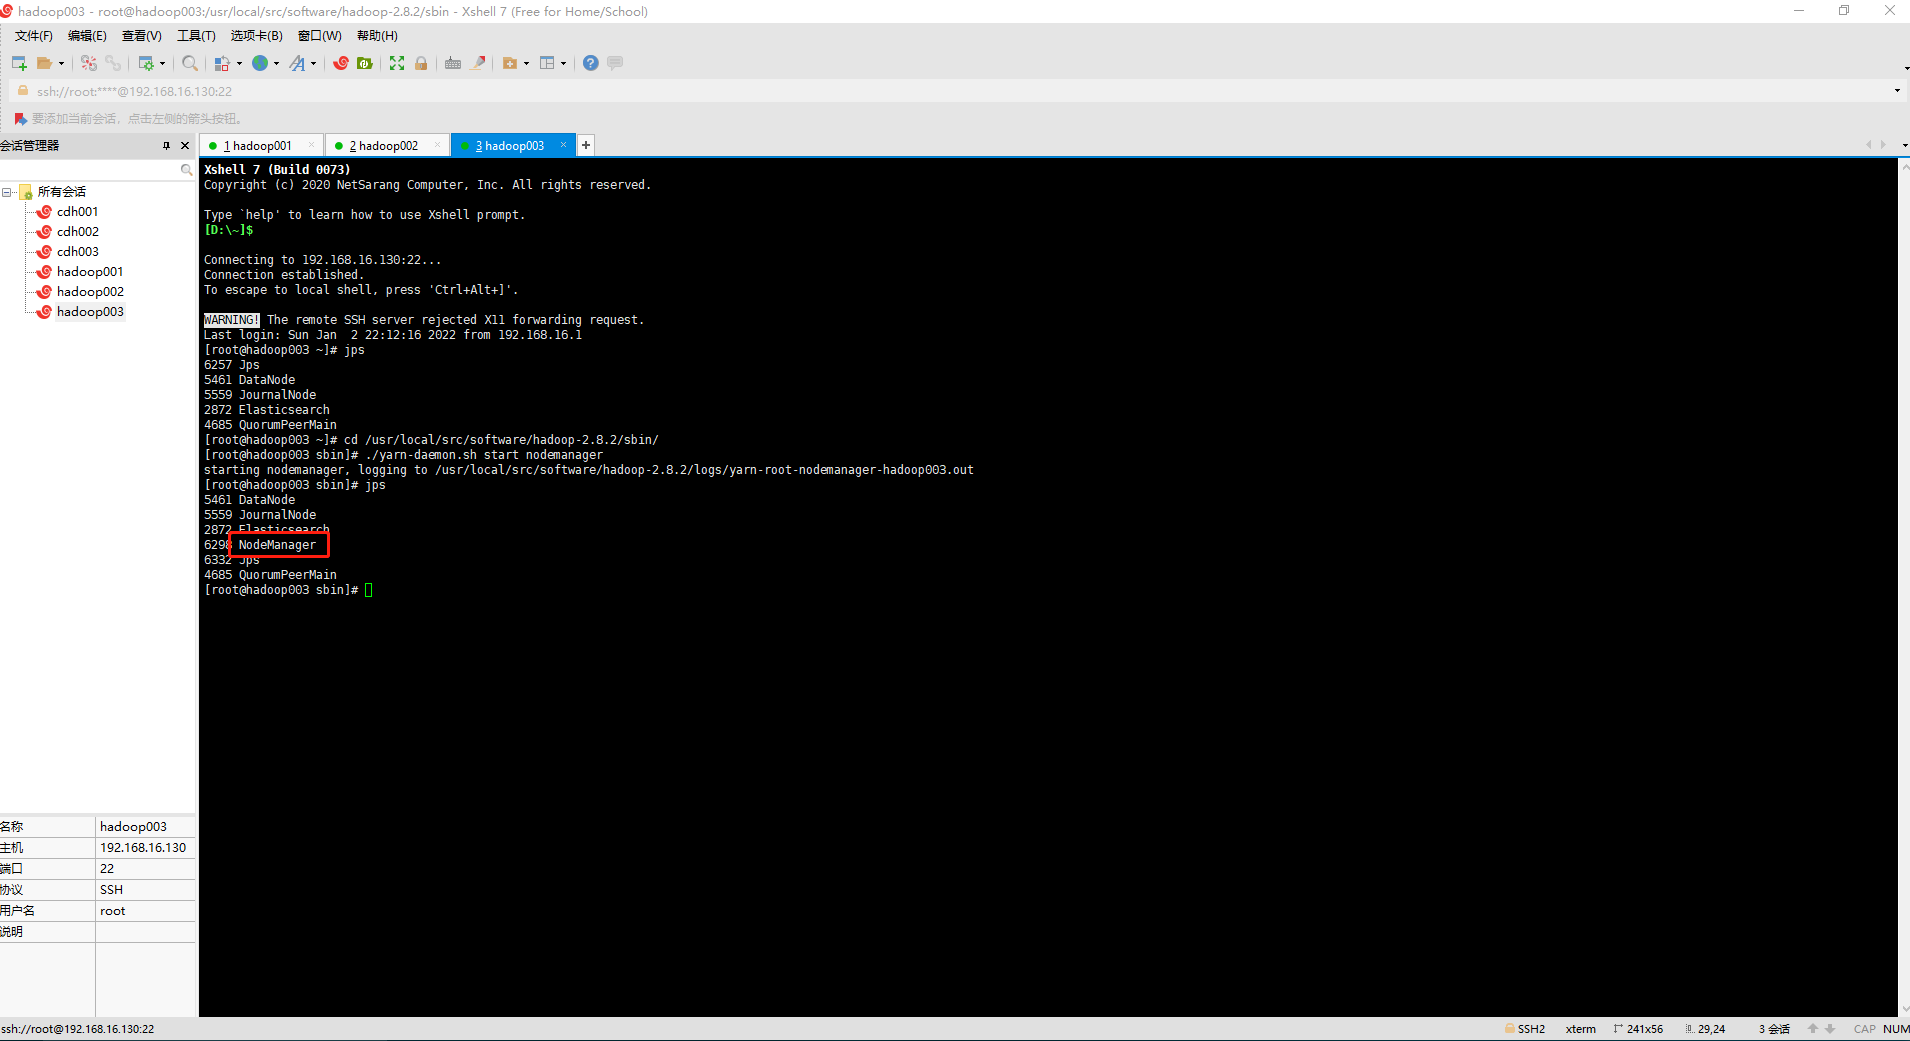 hadoop003 - root@hadoop003:/usr/local/src/software/hadoop-2.8.2/sbin - Xshell 7 (Free for Home/School)
文件(F) 编辑(E) 查看(V) 工具(T) 选项卡(B) 窗口(W) 帮助(H)
ssh://root:****@192.168.16.130:22
要添加当前会话，点击左侧的箭头按钮。
会话管理器
1 hadoop001
2 hadoop002
3 hadoop003
所有会话
cdh001
cdh002
cdh003
hadoop001
hadoop002
hadoop003
Xshell 7 (Build 0073)
Copyright (c) 2020 NetSarang Computer, Inc. All rights reserved.
Type `help' to learn how to use Xshell prompt.
[D:\~]$
Connecting to 192.168.16.130:22...
Connection established.
To escape to local shell, press 'Ctrl+Alt+]'.
WARNING! The remote SSH server rejected X11 forwarding request.
Last login: Sun Jan  2 22:12:16 2022 from 192.168.16.1
[root@hadoop003 ~]# jps
6257 Jps
5461 DataNode
5559 JournalNode
2872 Elasticsearch
4685 QuorumPeerMain
[root@hadoop003 ~]# cd /usr/local/src/software/hadoop-2.8.2/sbin/
[root@hadoop003 sbin]# ./yarn-daemon.sh start nodemanager
starting nodemanager, logging to /usr/local/src/software/hadoop-2.8.2/logs/yarn-root-nodemanager-hadoop003.out
[root@hadoop003 sbin]# jps
5461 DataNode
5559 JournalNode
2872 Elasticsearch
6298 NodeManager
6332 Jps
4685 QuorumPeerMain
[root@hadoop003 sbin]#
名称 hadoop003
主机 192.168.16.130
端口 22
协议 SSH
用户名 root
说明
ssh://root@192.168.16.130:22
SSH2 xterm 241x56 29,24 3 会话 CAP NUM